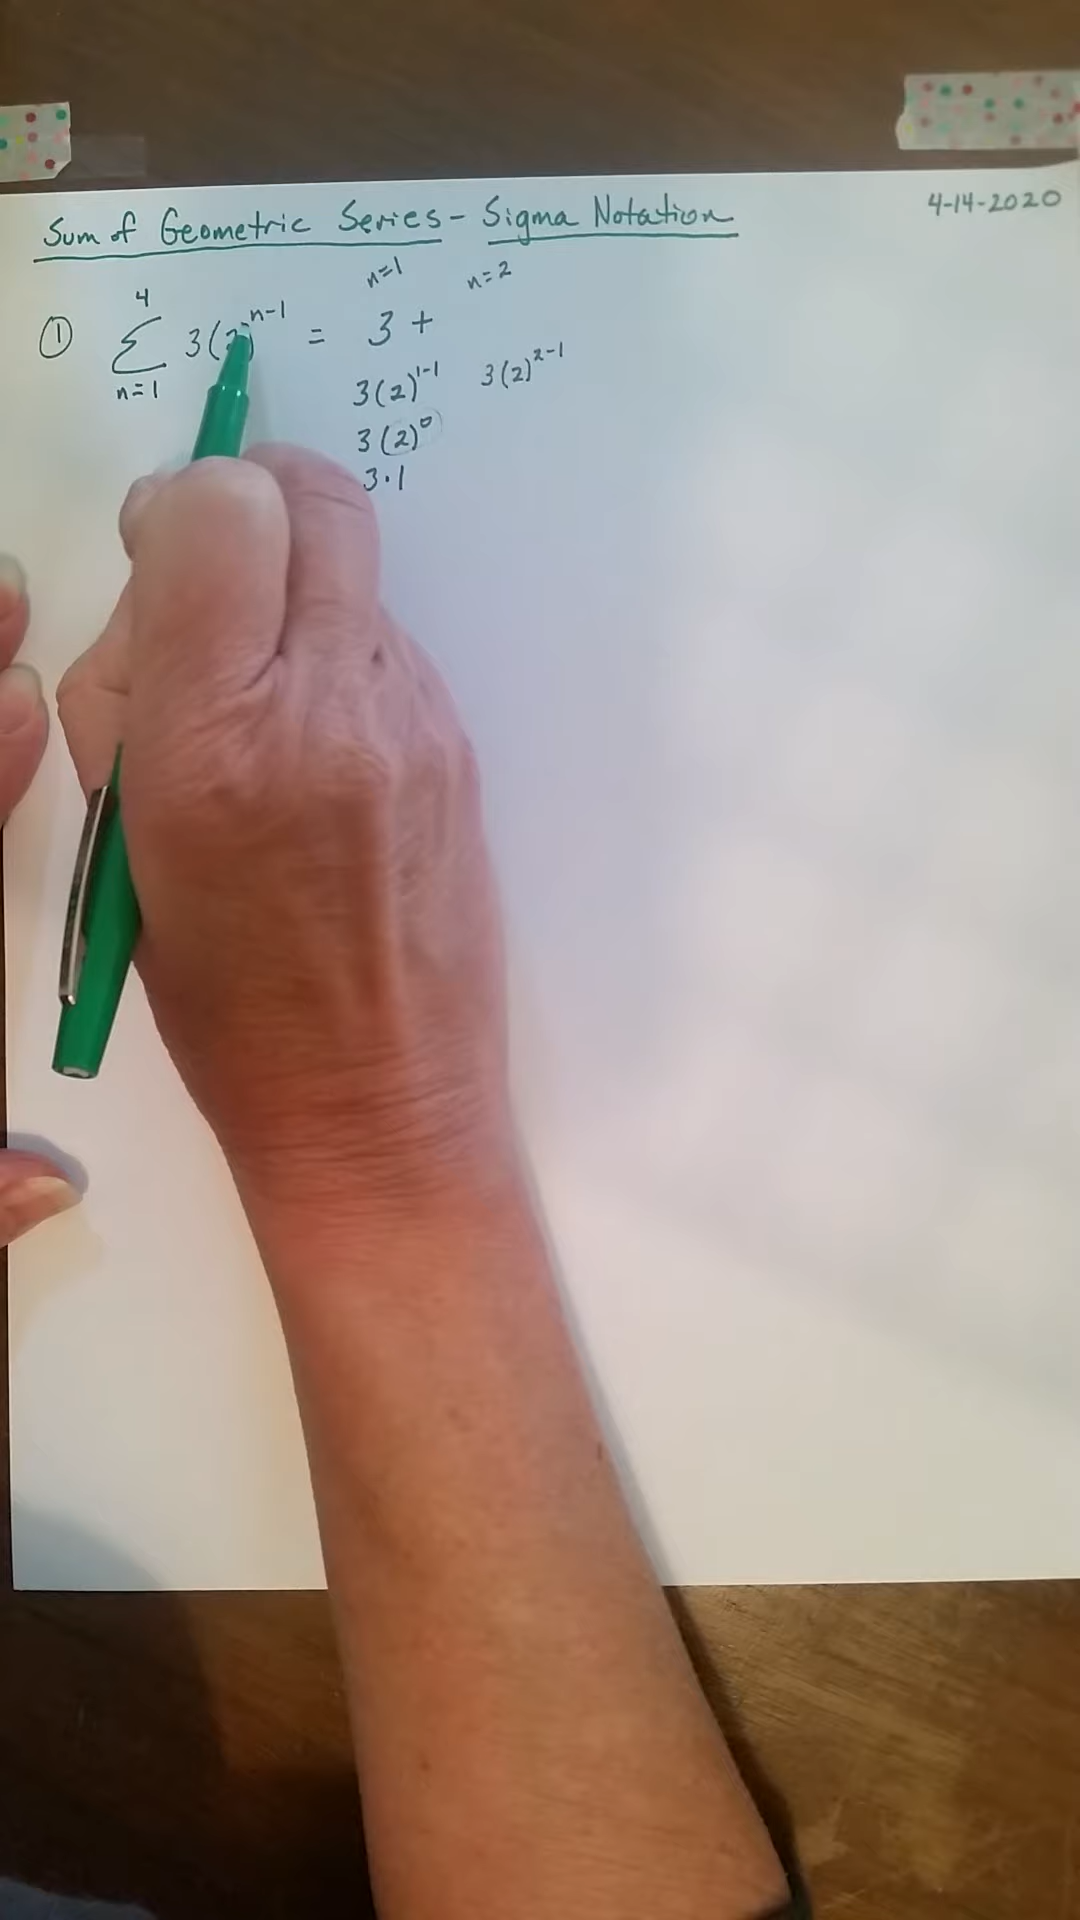 Sum of Geometric Series - Sigma Notation 4-14-2020
n=1 n=2
4
① Σ 3(2)^{n-1} = 3 +
n=1
3(2)^{1-1} 3(2)^{2-1}
3(2)^0
3·1